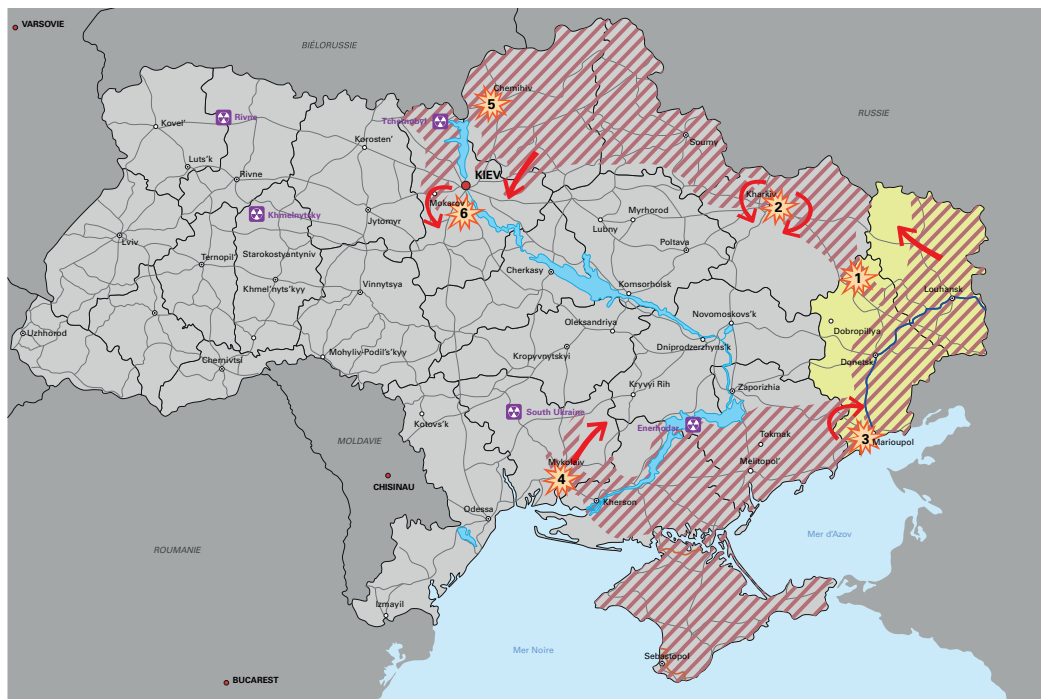 VARSOVIE
BIÉLORUSSIE
RUSSIE
Chernihiv
5
Kovel'
Rivne
Tchernobyl
Korosten'
Soumy
Luts'k
Rivne
KIEV
Makarov
6
Kharkiv
2
Khmelnytsky
Jytomyr
Myrhorod
Lubny
Lviv
Poltava
Ternopil'
Starokostyantyniv
Cherkasy
1
Khmel'nyts'kyy
Vinnytsya
Komsorholsk
Louhansk
Novomoskovs'k
Oleksandriya
Uzhhorod
Dobropillya
Mohyliv-Podil's'kyy
Kropyvnytskyi
Dniprodzerzhyns'k
Chernivtsi
Donetsk
Kryvyi Rih
Zaporizhia
South Ukraine
Kotovs'k
Enerhodar
Tokmak
3
Marioupol
MOLDAVIE
Mykolaiv
4
Melitopol'
CHISINAU
Kherson
Odessa
Mer d'Azov
ROUMANIE
Izmayil
Mer Noire
Sebastopol
BUCAREST